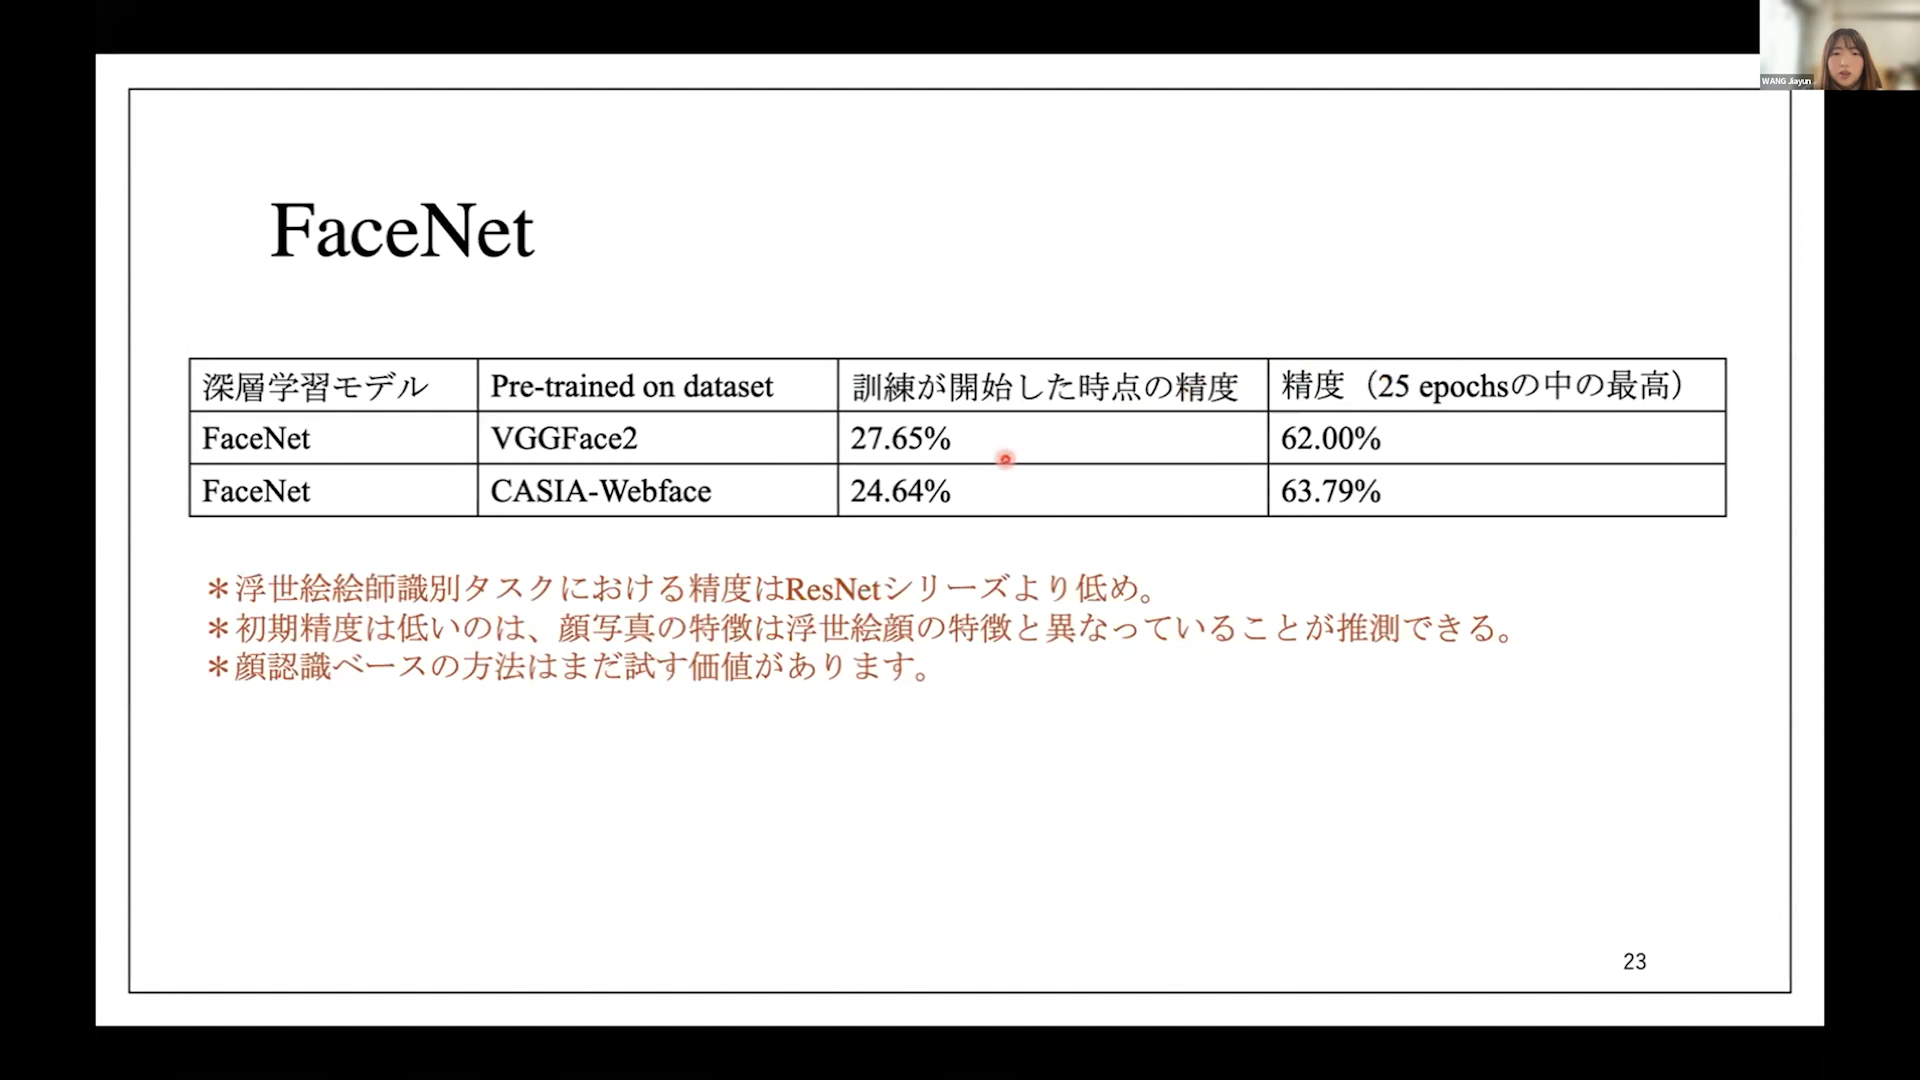 WANG Jiayun
FaceNet
深層学習モデル Pre-trained on dataset 訓練が開始した時点の精度 精度（25 epochsの中の最高）
FaceNet VGGFace2 27.65% 62.00%
FaceNet CASIA-Webface 24.64% 63.79%
＊浮世絵絵師識別タスクにおける精度はResNetシリーズより低め。
＊初期精度は低いのは、顔写真の特徴は浮世絵顔の特徴と異なっていることが推測できる。
＊顔認識ベースの方法はまだ試す価値があります。
23